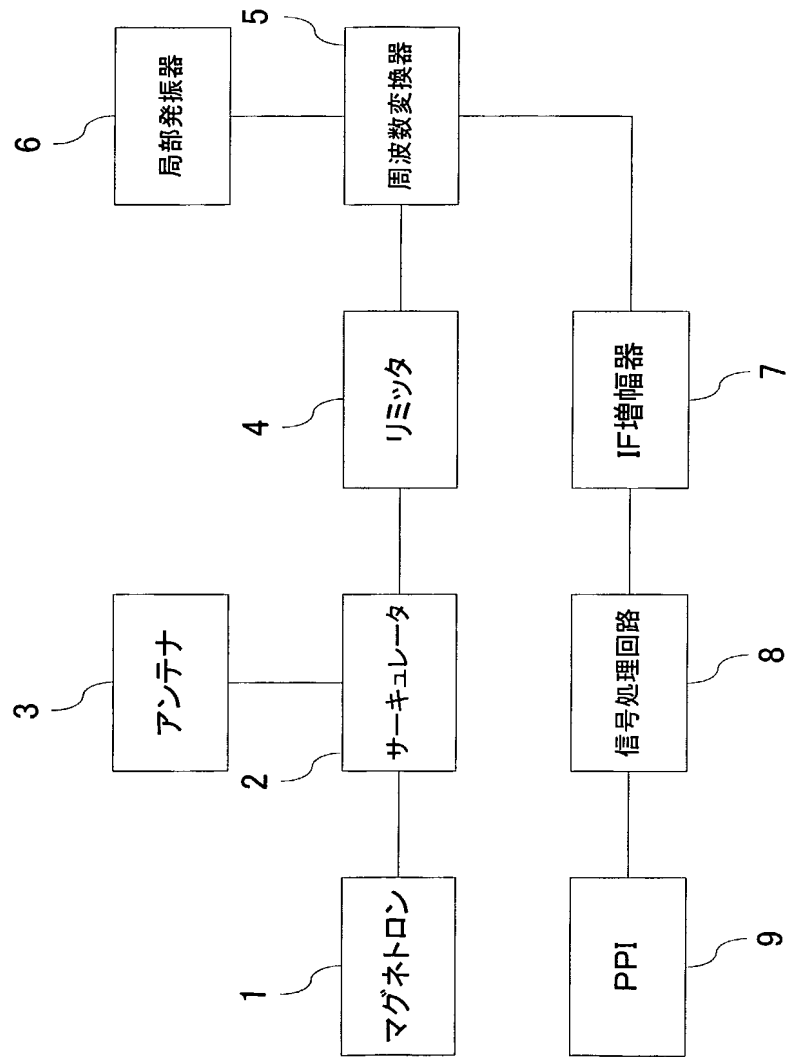 3
アンテナ
6
局部発振器
1
マグネトロン
2
サーキュレータ
4
リミッタ
5
周波数変換器
PPI
9
信号処理回路
8
IF増幅器
7